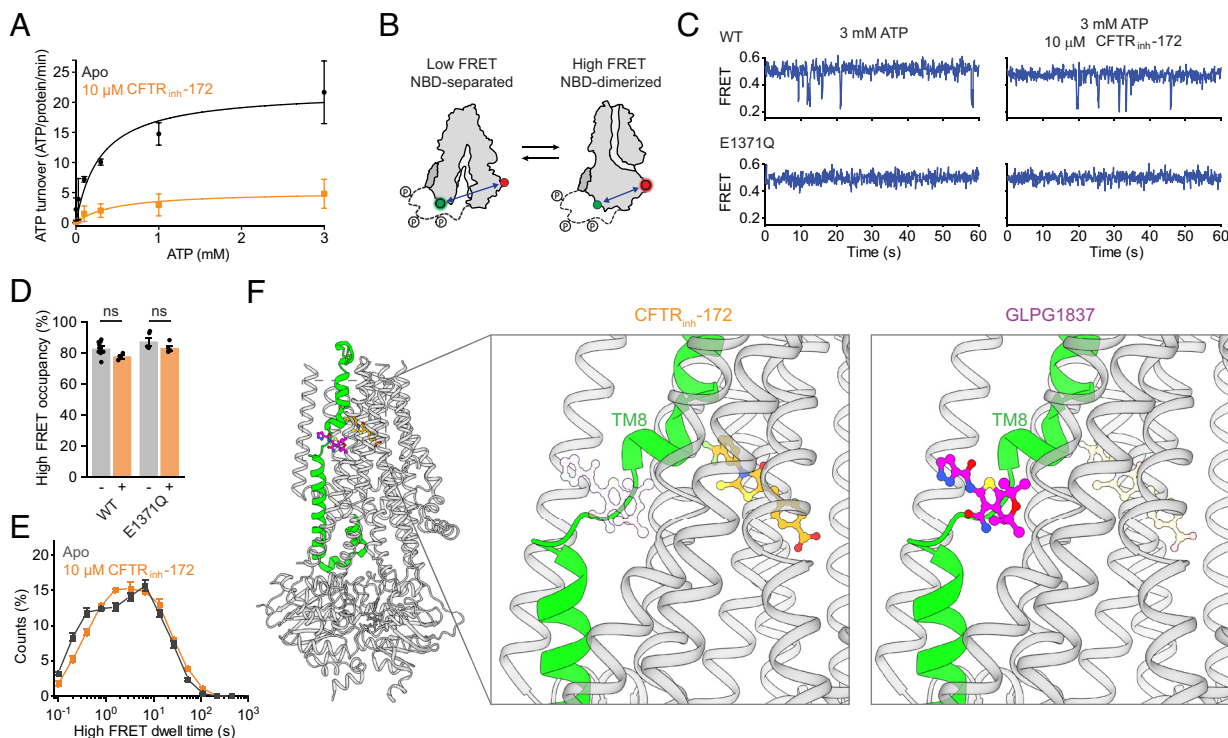 A
Apo
10 µM CFTRinh-172
ATP turnover (ATP/protein/min)
25
20
15
10
5
0
0
1
2
3
ATP (mM)
B
Low FRET
NBD-separated
High FRET
NBD-dimerized
P
P
P
P
P
P
C
WT
3 mM ATP
3 mM ATP
10 µM CFTRinh-172
FRET
0.6
0.4
0.2
E1371Q
FRET
0.6
0.4
0.2
0 10 20 30 40 50 60
0 10 20 30 40 50 60
Time (s)
Time (s)
D
ns
ns
High FRET occupancy (%)
100
80
60
40
20
0
- + - +
WT
E1371Q
E
Apo
10 µM CFTRinh-172
Counts (%)
20
15
10
5
0
10-1 100 101 102 103
High FRET dwell time (s)
F
CFTRinh-172
TM8
GLPG1837
TM8